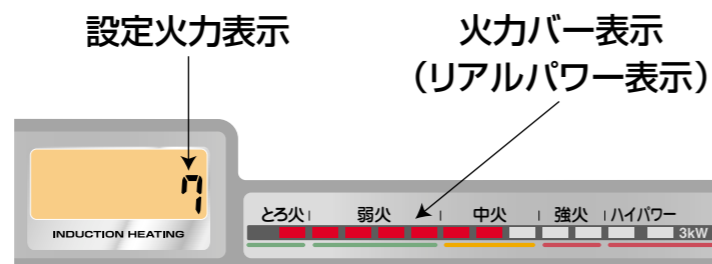 設定火力表示
火力バー表示
(リアルパワー表示)
7
INDUCTION HEATING
とろ火 弱火 中火 強火 ハイパワー
3kW